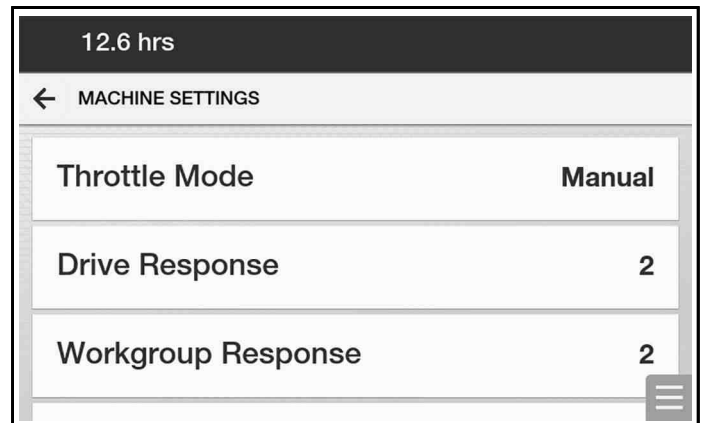 12.6 hrs
MACHINE SETTINGS
Throttle Mode Manual
Drive Response 2
Workgroup Response 2